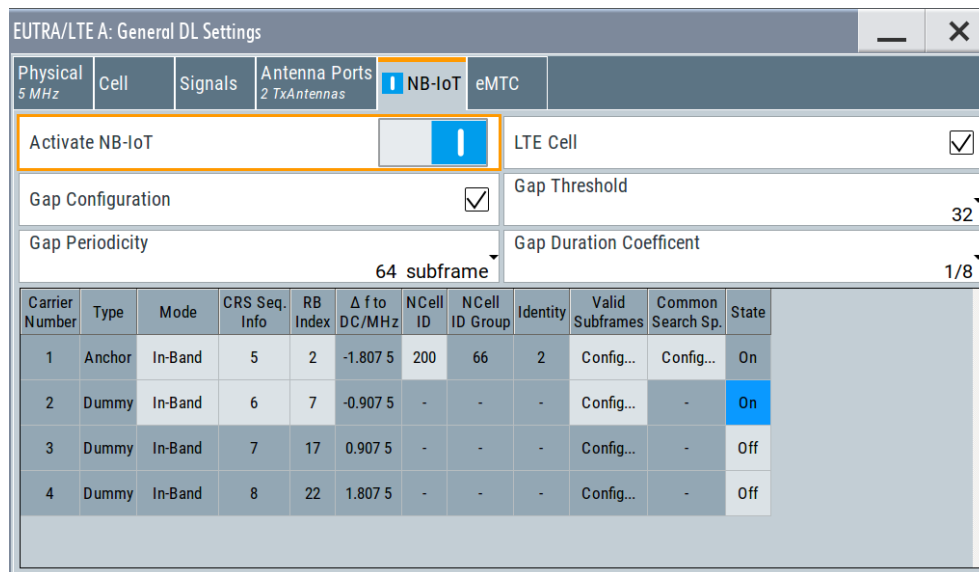 EUTRA/LTE A: General DL Settings
Physical
5 MHz
Cell
Signals
Antenna Ports
2 TxAntennas
NB-IoT
eMTC
Activate NB-IoT
LTE Cell
Gap Configuration
Gap Threshold
32
Gap Periodicity
64 subframe
Gap Duration Coefficent
1/8
Carrier Number Type Mode CRS Seq. Info RB Index Δ f to DC/MHz NCell ID NCell ID Group Identity Valid Subframes Common Search Sp. State
1 Anchor In-Band 5 2 -1.807 5 200 66 2 Config... Config... On
2 Dummy In-Band 6 7 -0.907 5 - - - Config... - On
3 Dummy In-Band 7 17 0.907 5 - - - Config... - Off
4 Dummy In-Band 8 22 1.807 5 - - - Config... - Off